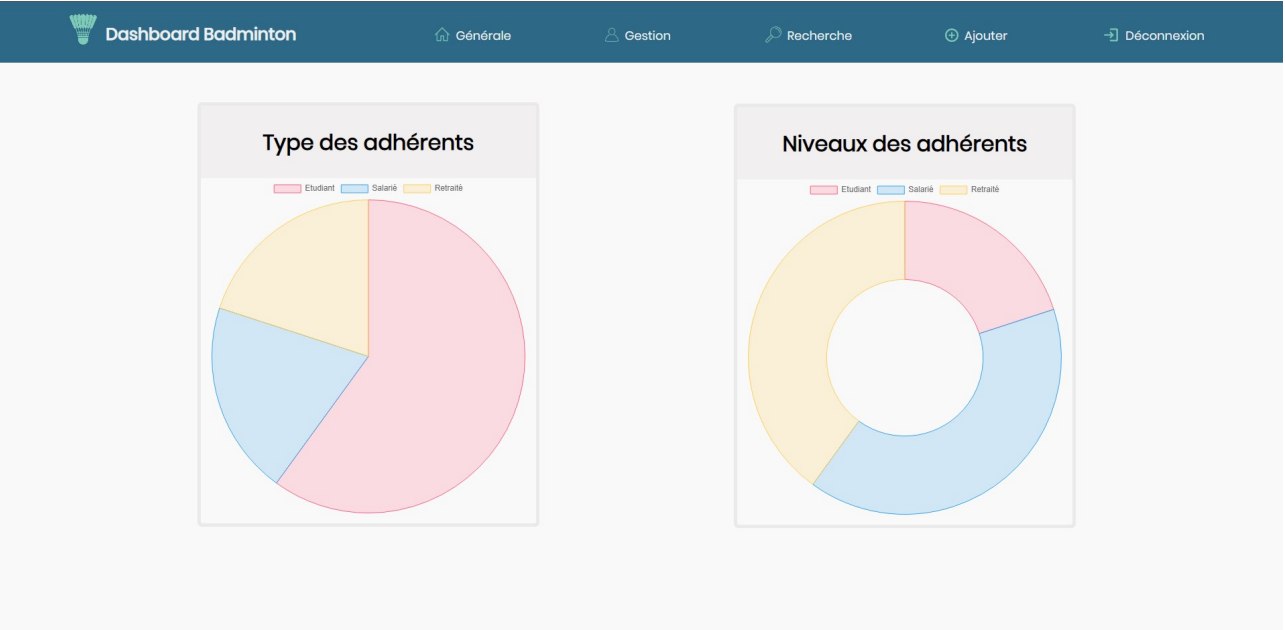 Dashboard Badminton Générale Gestion Recherche Ajouter Déconnexion
Type des adhérents
Etudiant Salarié Retraité
Niveaux des adhérents
Etudiant Salarié Retraité